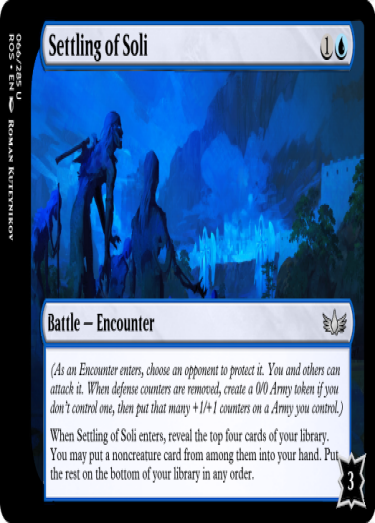 Settling of Soli
1
Battle – Encounter
(As an Encounter enters, choose an opponent to protect it. You and others can
attack it. When defense counters are removed, create a 0/0 Army token if you
don't control one, then put that many +1/+1 counters on a Army you control.)
When Settling of Soli enters, reveal the top four cards of your library.
You may put a noncreature card from among them into your hand. Put
the rest on the bottom of your library in any order.
3
066/285 U
ROS • EN ROMAN KUTEYNIKOV